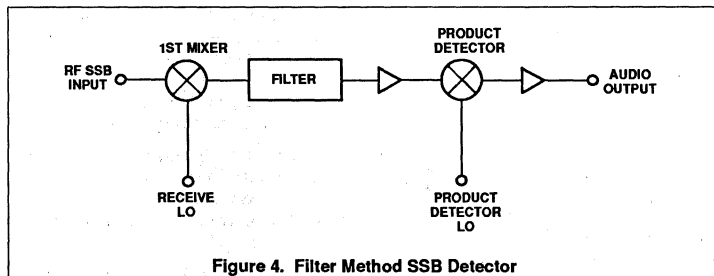 1ST MIXER
PRODUCT
DETECTOR
RF SSB
INPUT
FILTER
AUDIO
OUTPUT
RECEIVE
LO
PRODUCT
DETECTOR
LO
Figure 4. Filter Method SSB Detector